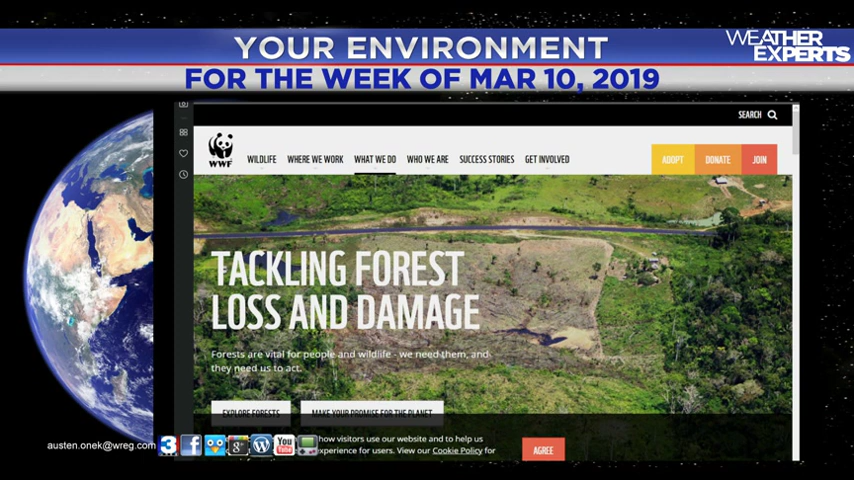 YOUR ENVIRONMENT
WEATHER
EXPERTS
FOR THE WEEK OF MAR 10, 2019
SEARCH
WWF
WILDLIFE WHERE WE WORK WHAT WE DO WHO WE ARE SUCCESS STORIES GET INVOLVED
ADOPT DONATE JOIN
TACKLING FOREST
LOSS AND DAMAGE
Forests are vital for people and wildlife - we need them, and
they need us to act.
EXPLORE FORESTS MAKE YOUR PROMISE FOR THE PLANET
how visitors use our website and to help us
experience for users. View our Cookie Policy for
AGREE
austen.onek@wreg.com
3 f g+ W You Tube